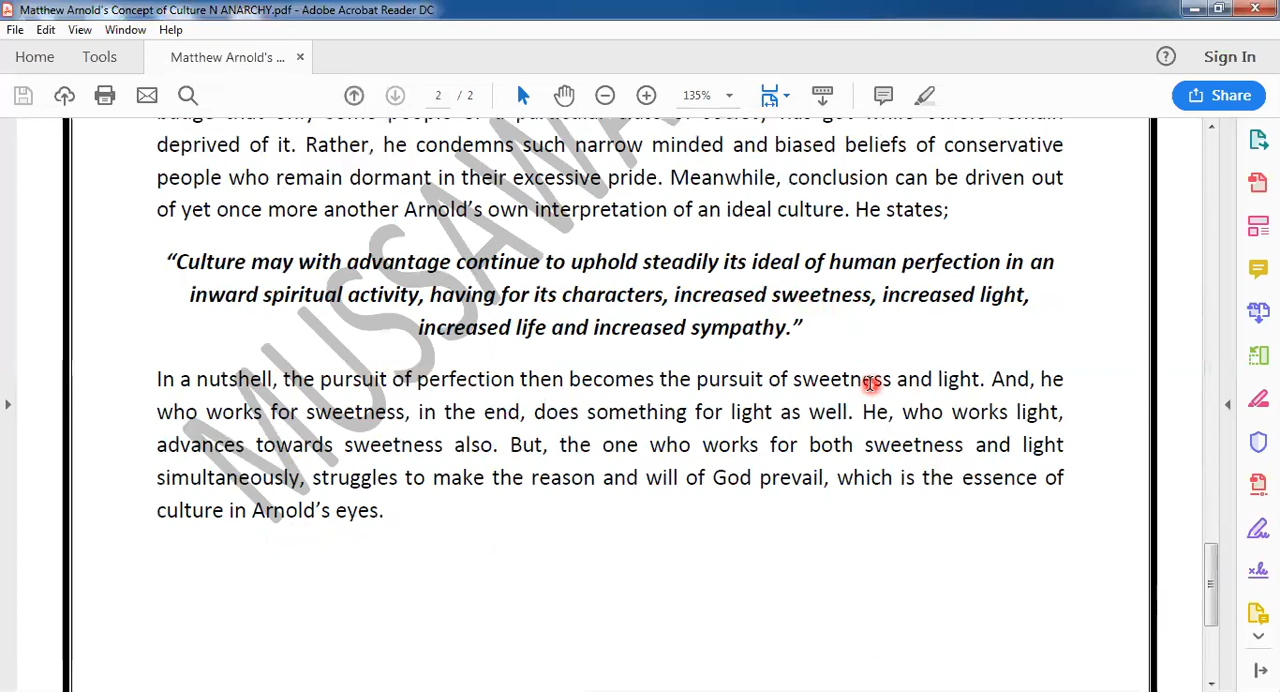 Matthew Arnold's Concept of Culture N ANARCHY.pdf - Adobe Acrobat Reader DC
File Edit View Window Help
Home Tools Matthew Arnold's ... × Sign In
2 / 2 135% Share
deprived of it. Rather, he condemns such narrow minded and biased beliefs of conservative
people who remain dormant in their excessive pride. Meanwhile, conclusion can be driven out
of yet once more another Arnold’s own interpretation of an ideal culture. He states;
“Culture may with advantage continue to uphold steadily its ideal of human perfection in an
inward spiritual activity, having for its characters, increased sweetness, increased light,
increased life and increased sympathy.”
In a nutshell, the pursuit of perfection then becomes the pursuit of sweetness and light. And, he
who works for sweetness, in the end, does something for light as well. He, who works light,
advances towards sweetness also. But, the one who works for both sweetness and light
simultaneously, struggles to make the reason and will of God prevail, which is the essence of
culture in Arnold’s eyes.
MUSSAWA